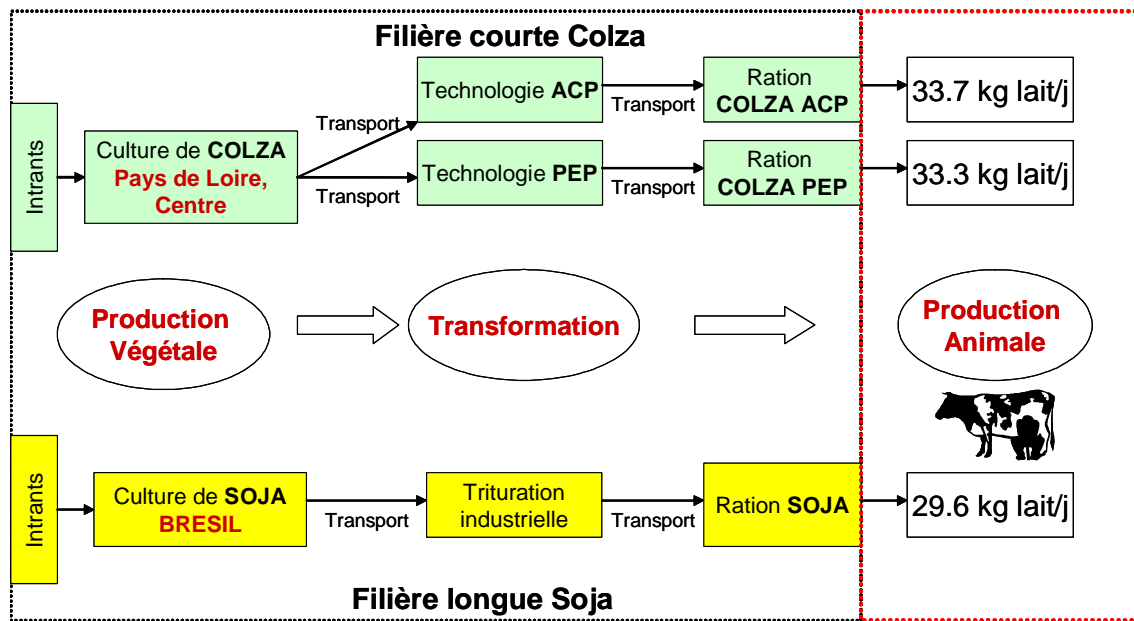 Filière courte Colza
Technologie ACP
Transport
Ration
COLZA ACP
33.7 kg lait/j
Transport
Intrants
Culture de COLZA
Pays de Loire,
Centre
Transport
Technologie PEP
Transport
Ration
COLZA PEP
33.3 kg lait/j
Production
Végétale
Transformation
Production
Animale
Intrants
Culture de SOJA
BRESIL
Transport
Trituration
industrielle
Transport
Ration SOJA
29.6 kg lait/j
Filière longue Soja